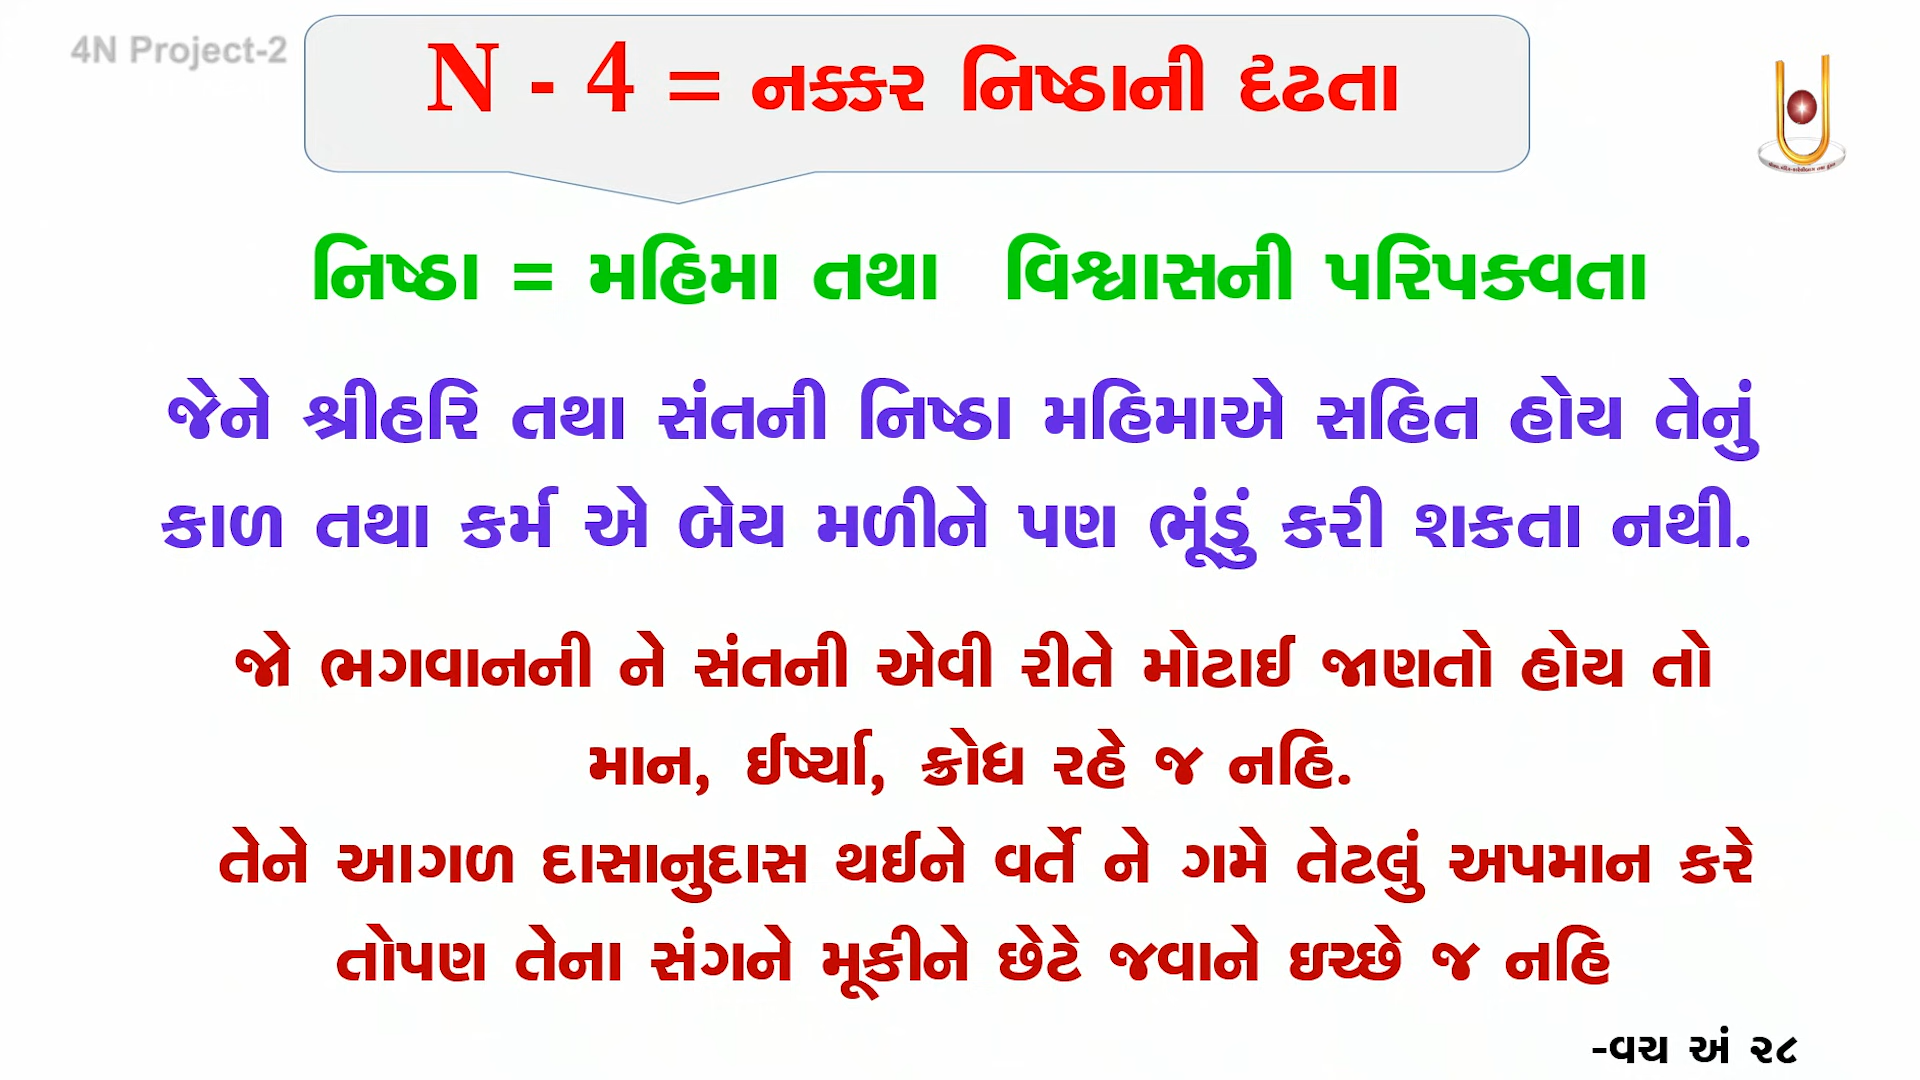 4N Project-2
N - 4 = નક્કર નિષ્ઠાની દૃઢતા
નિષ્ઠા = મહિમા તથા વિશ્વાસની પરિપક્વતા
જેને શ્રીહરિ તથા સંતની નિષ્ઠા મહિમાએ સહિત હોય તેનું
કાળ તથા કર્મ એ બેય મળીને પણ ભૂંડું કરી શકતા નથી.
જો ભગવાનની ને સંતની એવી રીતે મોટાઈ જાણતો હોય તો
માન, ઈર્ષ્યા, ક્રોધ રહે જ નહિ.
તેને આગળ દાસાનુદાસ થઈને વર્તે ને ગમે તેટલું અપમાન કરે
તોપણ તેના સંગને મૂકીને છેટે જવાને ઇચ્છે જ નહિ
-વચ અં ૨૮